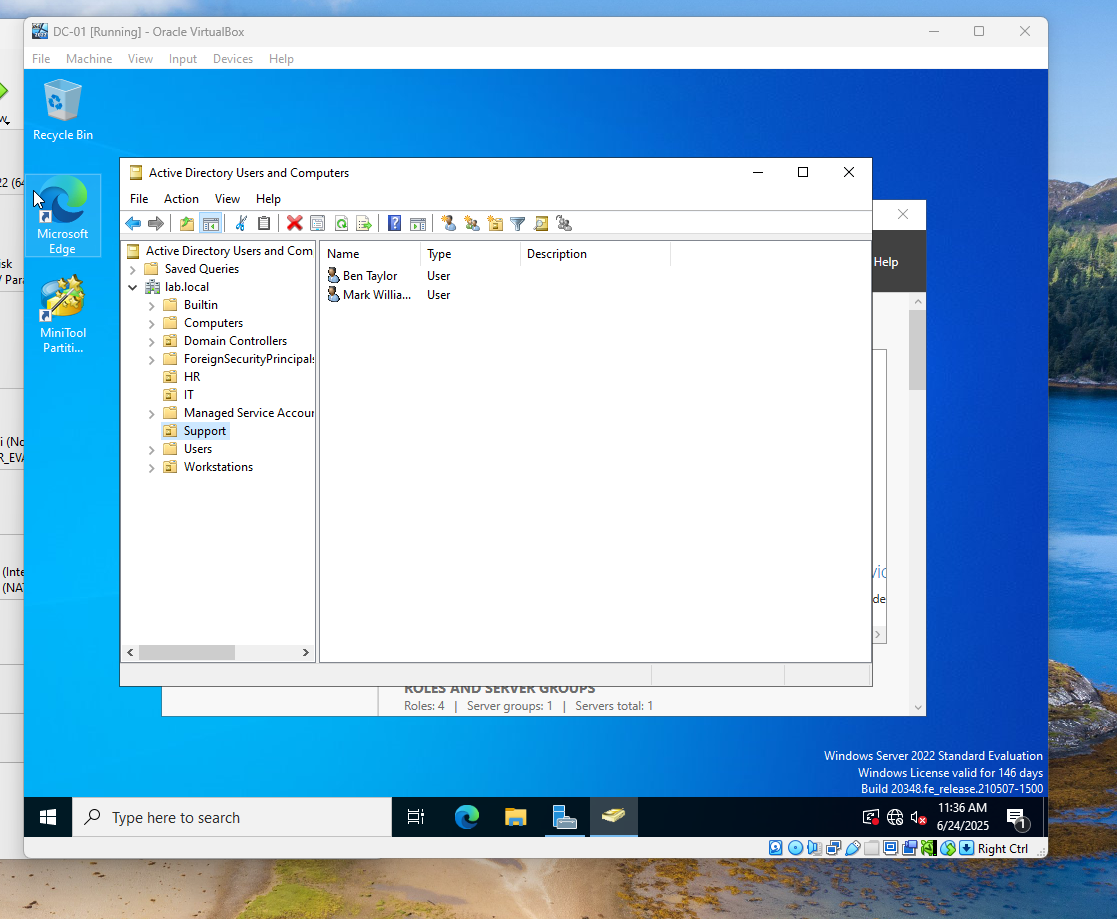 DC-01 [Running] - Oracle VirtualBox
File Machine View Input Devices Help
Recycle Bin
Microsoft
Edge
MiniTool
Partiti...
Active Directory Users and Computers
File Action View Help
Active Directory Users and Com
Saved Queries
lab.local
Builtin
Computers
Domain Controllers
ForeignSecurityPrincipals
HR
IT
Managed Service Accour
Support
Users
Workstations
Name Type Description
Ben Taylor User
Mark Willia... User
Help
ROLES AND SERVER GROUPS
Roles: 4 | Server groups: 1 | Servers total: 1
Windows Server 2022 Standard Evaluation
Windows License valid for 146 days
Build 20348.fe_release.210507-1500
Type here to search
11:36 AM
6/24/2025
1
Right Ctrl